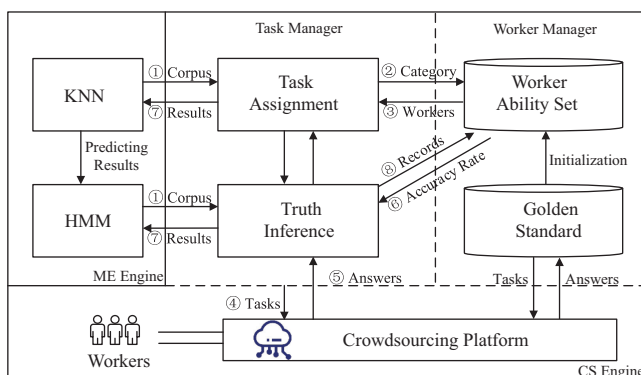 Task Manager
Worker Manager
KNN
① Corpus
⑦ Results
Task
Assignment
② Category
③ Workers
Worker
Ability Set
Predicting
Results
⑧ Records
⑥ Accuracy Rate
Initialization
HMM
① Corpus
⑦ Results
Truth
Inference
Golden
Standard
ME Engine
⑤ Answers
Tasks
Answers
④ Tasks
Workers
Crowdsourcing Platform
CS Engine